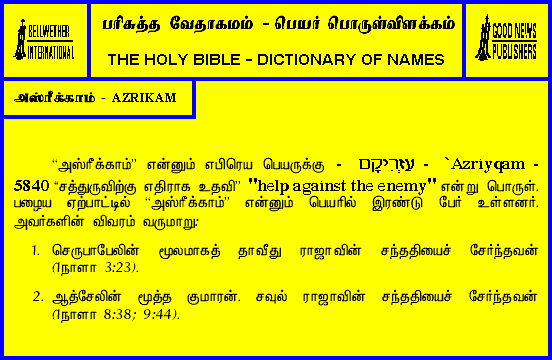 BELLWETHER
INTERNATIONAL
பரிசுத்த வேதாகமம் - பெயர் பொருள்விளக்கம்
THE HOLY BIBLE - DICTIONARY OF NAMES
GOOD NEWS
PUBLISHERS
அஸ்ரீக்காம் - AZRIKAM
“அஸ்ரீக்காம்” என்னும் எபிரெய பெயருக்கு - עַזְרִיקָם - `Azriyqam -
5840 “சத்துருவிற்கு எதிராக உதவி” "help against the enemy" என்று பொருள்.
பழைய ஏற்பாட்டில் “அஸ்ரீக்காம்” என்னும் பெயரில் இரண்டு பேர் உள்ளனர்.
அவர்களின் விவரம் வருமாறு:
1. செருபாபேலின் மூலமாகத் தாவீது ராஜாவின் சந்ததியைச் சேர்ந்தவன்
(1நாளா 3:23).
2. ஆத்சேலின் மூத்த குமாரன். சவுல் ராஜாவின் சந்ததியைச் சேர்ந்தவன்
(1நாளா 8:38; 9:44).